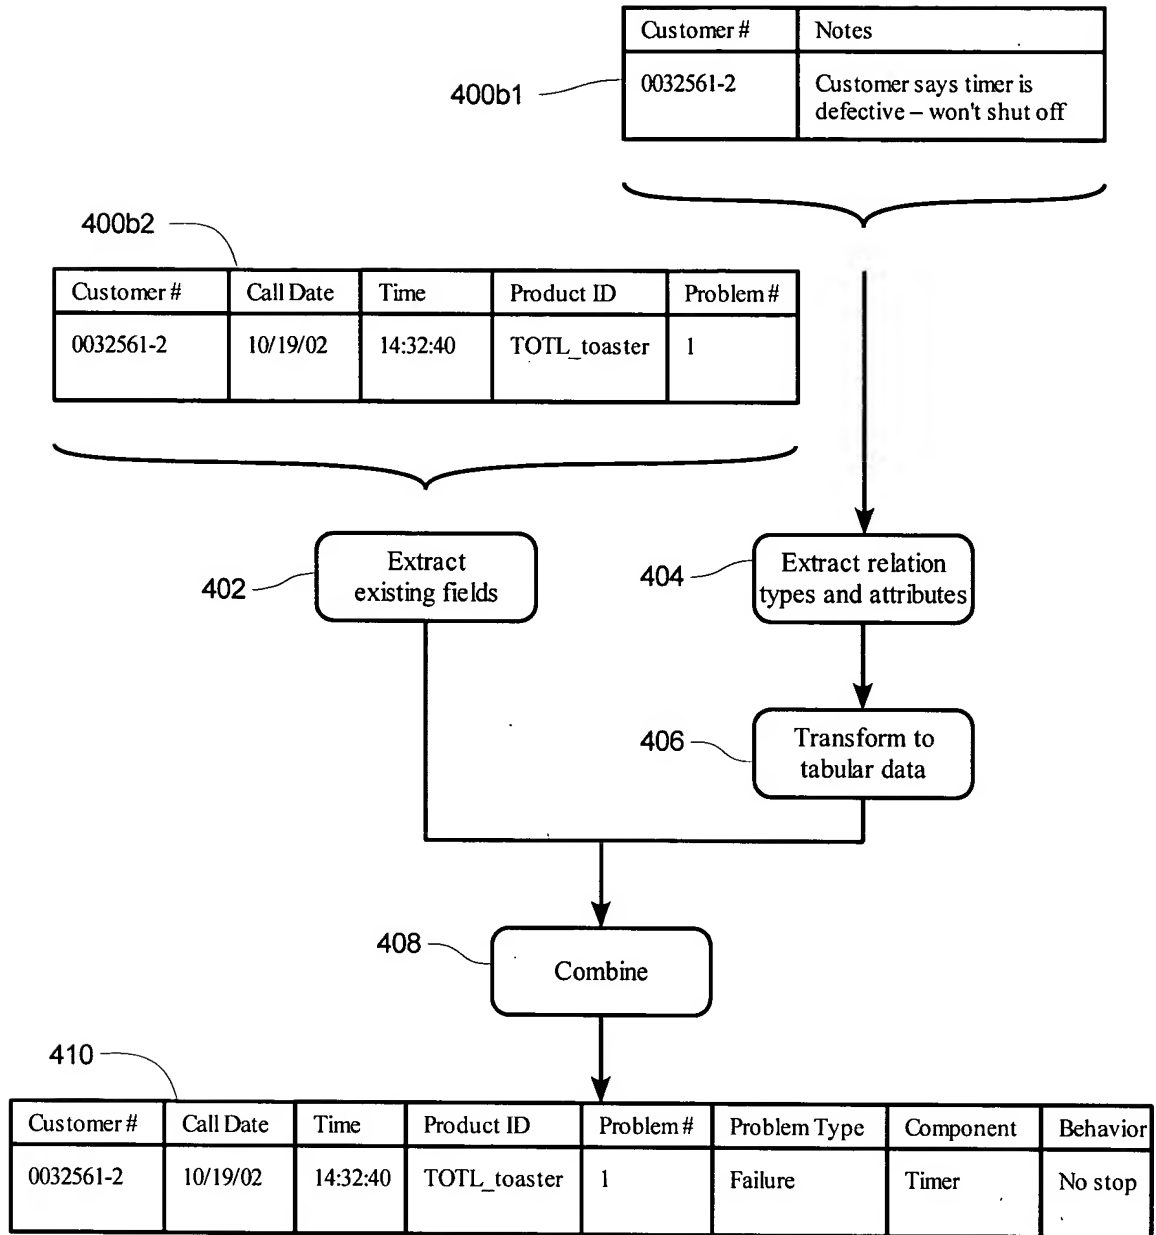 Customer # Notes
400b1
0032561-2 Customer says timer is
defective – won't shut off
400b2
Customer # Call Date Time Product ID Problem #
0032561-2 10/19/02 14:32:40 TOTL_toaster 1
402
Extract
existing fields
404
Extract relation
types and attributes
406
Transform to
tabular data
408
Combine
410
Customer # Call Date Time Product ID Problem # Problem Type Component Behavior
0032561-2 10/19/02 14:32:40 TOTL_toaster 1 Failure Timer No stop